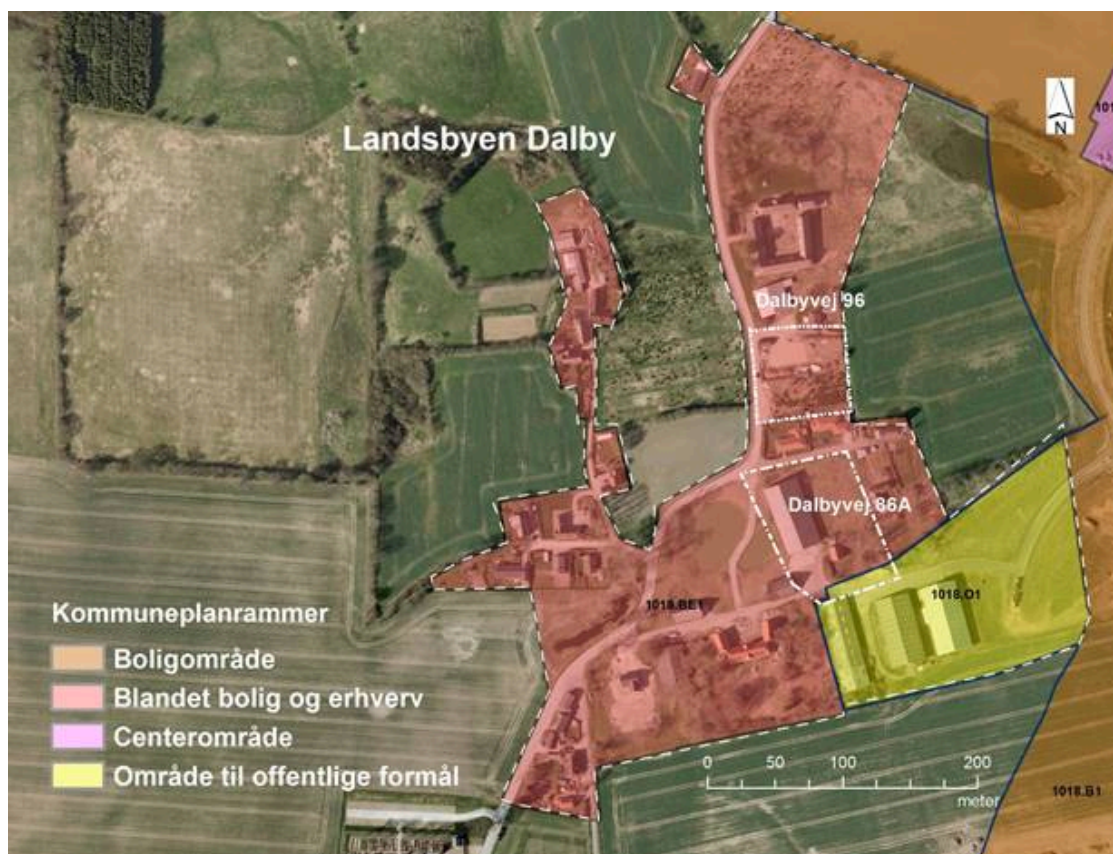 Landsbyen Dalby
N
101
Dalbyvej 96
Dalbyvej 86A
1018.BE1
1018.O1
Kommuneplanrammer
Boligområde
Blandet bolig og erhverv
Centerområde
Område til offentlige formål
0 50 100 200
meter
1018.B1